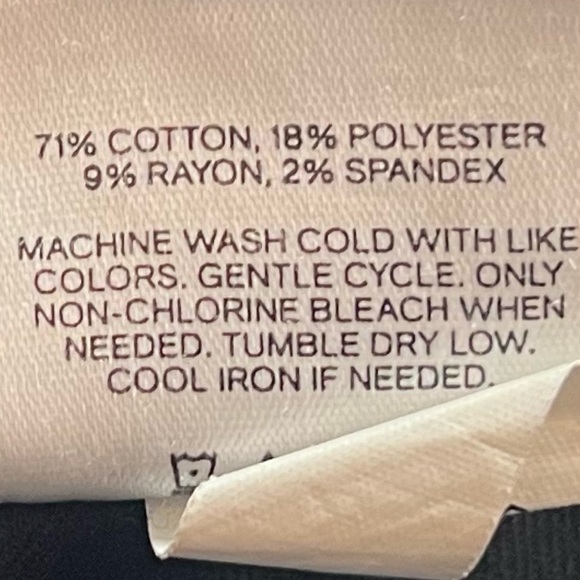 71% COTTON, 18% POLYESTER
9% RAYON, 2% SPANDEX
MACHINE WASH COLD WITH LIKE
COLORS. GENTLE CYCLE. ONLY
NON-CHLORINE BLEACH WHEN
NEEDED. TUMBLE DRY LOW.
COOL IRON IF NEEDED.